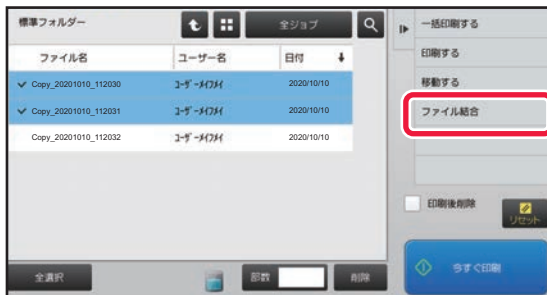 標準フォルダー
全ジョブ
一括印刷する
ファイル名 ユーザー名 日付
印刷する
Copy_20201010_112030 ユーザーメイメイ 2020/10/10
移動する
Copy_20201010_112031 ユーザーメイメイ 2020/10/10
ファイル結合
Copy_20201010_112032 ユーザーメイメイ 2020/10/10
印刷後削除
リセット
全選択
部数
削除
今すぐ印刷